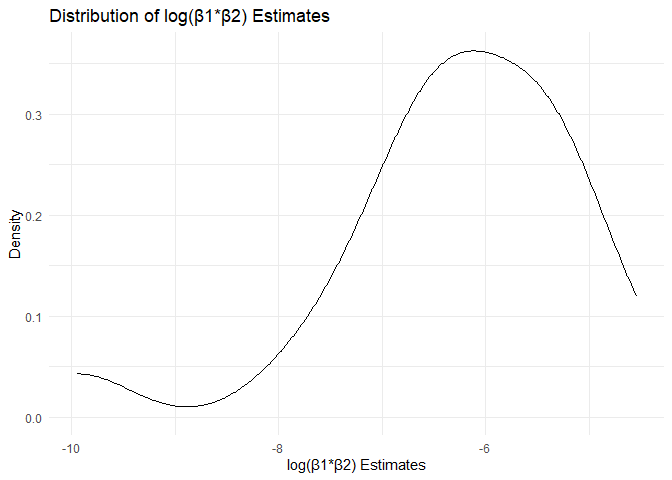 Distribution of log(β1*β2) Estimates
Density
0.3
0.2
0.1
0.0
-10
-8
-6
log(β1*β2) Estimates